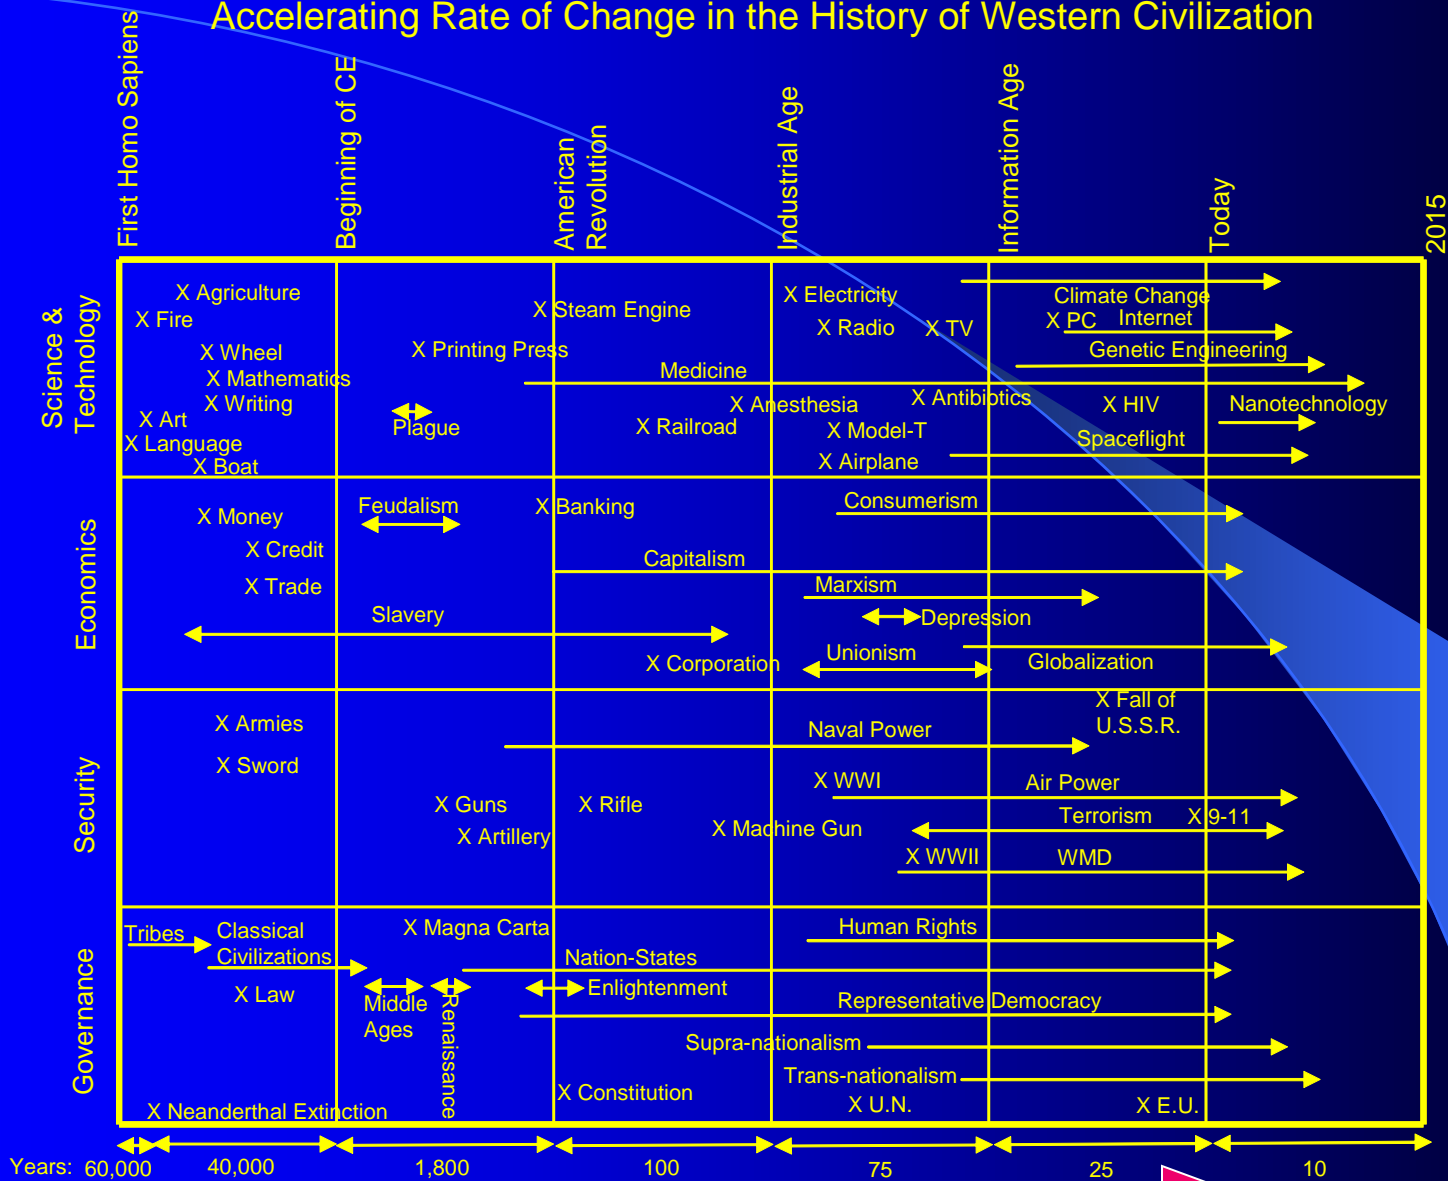 Accelerating Rate of Change in the History of Western Civilization
First Homo Sapiens
Beginning of CE
American
Revolution
Industrial Age
Information Age
Today
2015
Science &
Technology
X Agriculture
X Fire
X Wheel
X Mathematics
X Writing
X Art
X Language
X Boat
X Printing Press
Plague
X Steam Engine
Medicine
X Anesthesia
X Railroad
X Electricity
X Radio
X TV
X Antibiotics
X Model-T
X Airplane
Climate Change
X PC
Internet
Genetic Engineering
X HIV
Nanotechnology
Spaceflight
Economics
X Money
X Credit
X Trade
Slavery
Feudalism
X Banking
Capitalism
X Corporation
Consumerism
Marxism
Depression
Unionism
Globalization
Security
X Armies
X Sword
X Guns
X Artillery
X Rifle
X Machine Gun
Naval Power
X Fall of
U.S.S.R.
X WWI
Air Power
Terrorism
X 9-11
X WWII
WMD
Governance
Tribes
Classical
Civilizations
X Law
X Neanderthal Extinction
X Magna Carta
Middle
Ages
Renaissance
Nation-States
Enlightenment
X Constitution
Human Rights
Representative Democracy
Supra-nationalism
Trans-nationalism
X U.N.
X E.U.
Years: 60,000 40,000 1,800 100 75 25 10